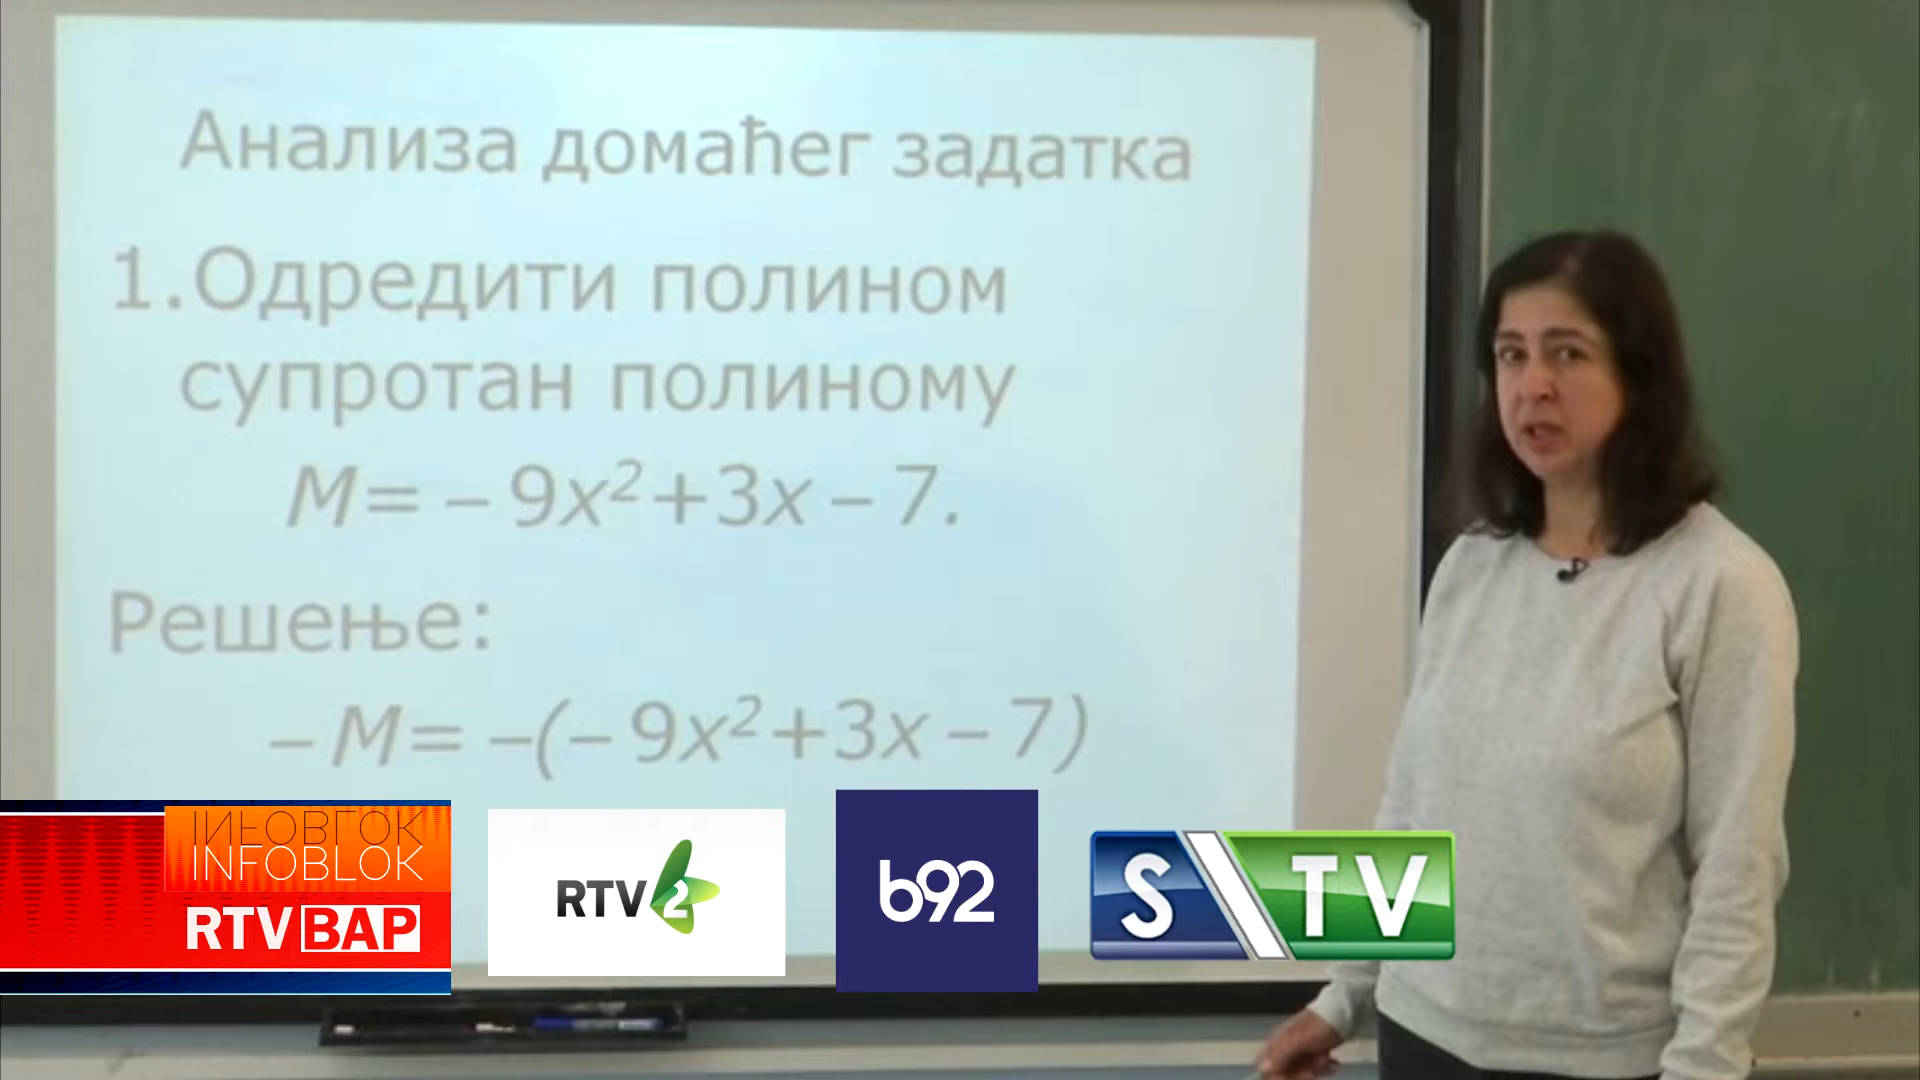 Анализа домаћег задатка
1.Одредити полином
супротан полиному
M= – 9x²+3x – 7.
Решење:
– M= –(– 9x²+3x – 7)
INFOBLOK
INFOBLOK
RTV BAP
RTV 2
b92
S TV